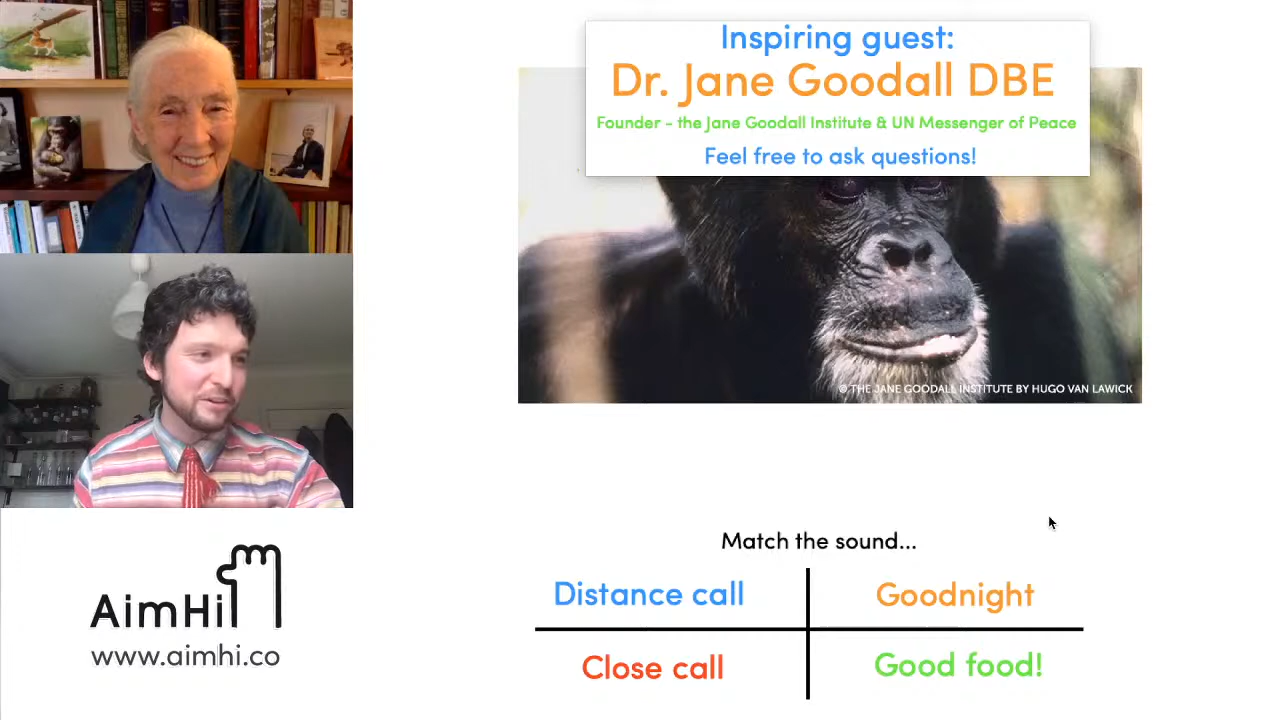 Inspiring guest:
Dr. Jane Goodall DBE
Founder - the Jane Goodall Institute & UN Messenger of Peace
Feel free to ask questions!
© THE JANE GOODALL INSTITUTE BY HUGO VAN LAWICK
Match the sound...
Distance call
Goodnight
Close call
Good food!
AimHi
www.aimhi.co